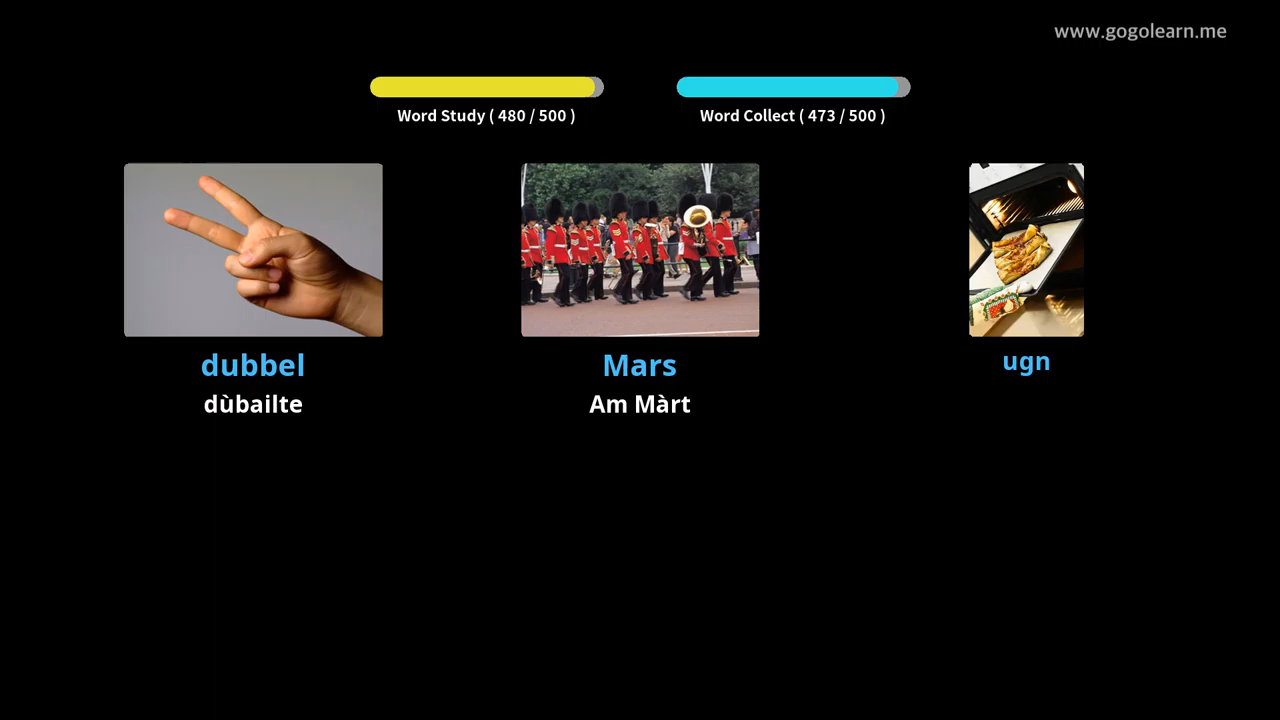 www.gogolearn.me
Word Study ( 480 / 500 )
Word Collect ( 473 / 500 )
dubbel
dùbailte
Mars
Am Màrt
ugn